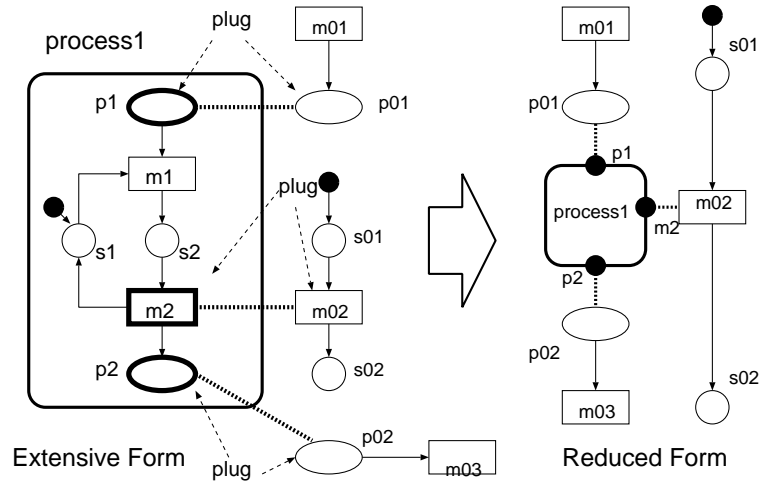 plug
m01
process1
p1
p01
m1
plug
s1
s2
s01
m2
m02
p2
s02
p02
plug
m03
Extensive Form
m01
s01
p01
p1
process1
m02
m2
p2
p02
s02
m03
Reduced Form